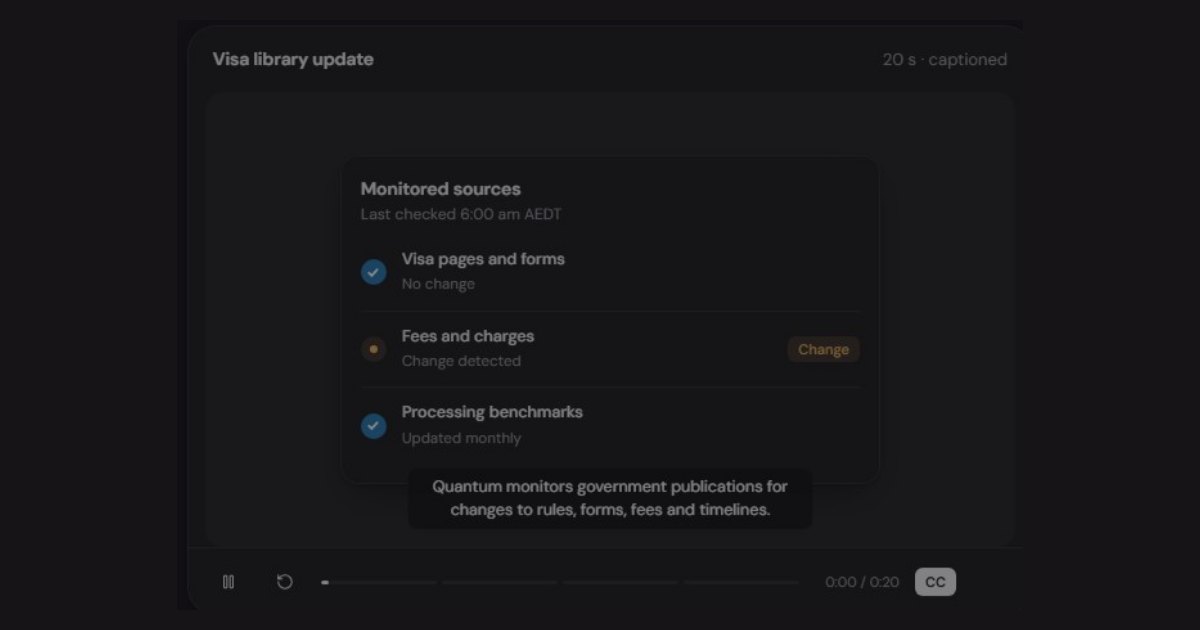 Visa library update
20 s · captioned
Monitored sources
Last checked 6:00 am AEDT
Visa pages and forms
No change
Fees and charges
Change detected
Change
Processing benchmarks
Updated monthly
Quantum monitors government publications for
changes to rules, forms, fees and timelines.
0:00 / 0:20
CC